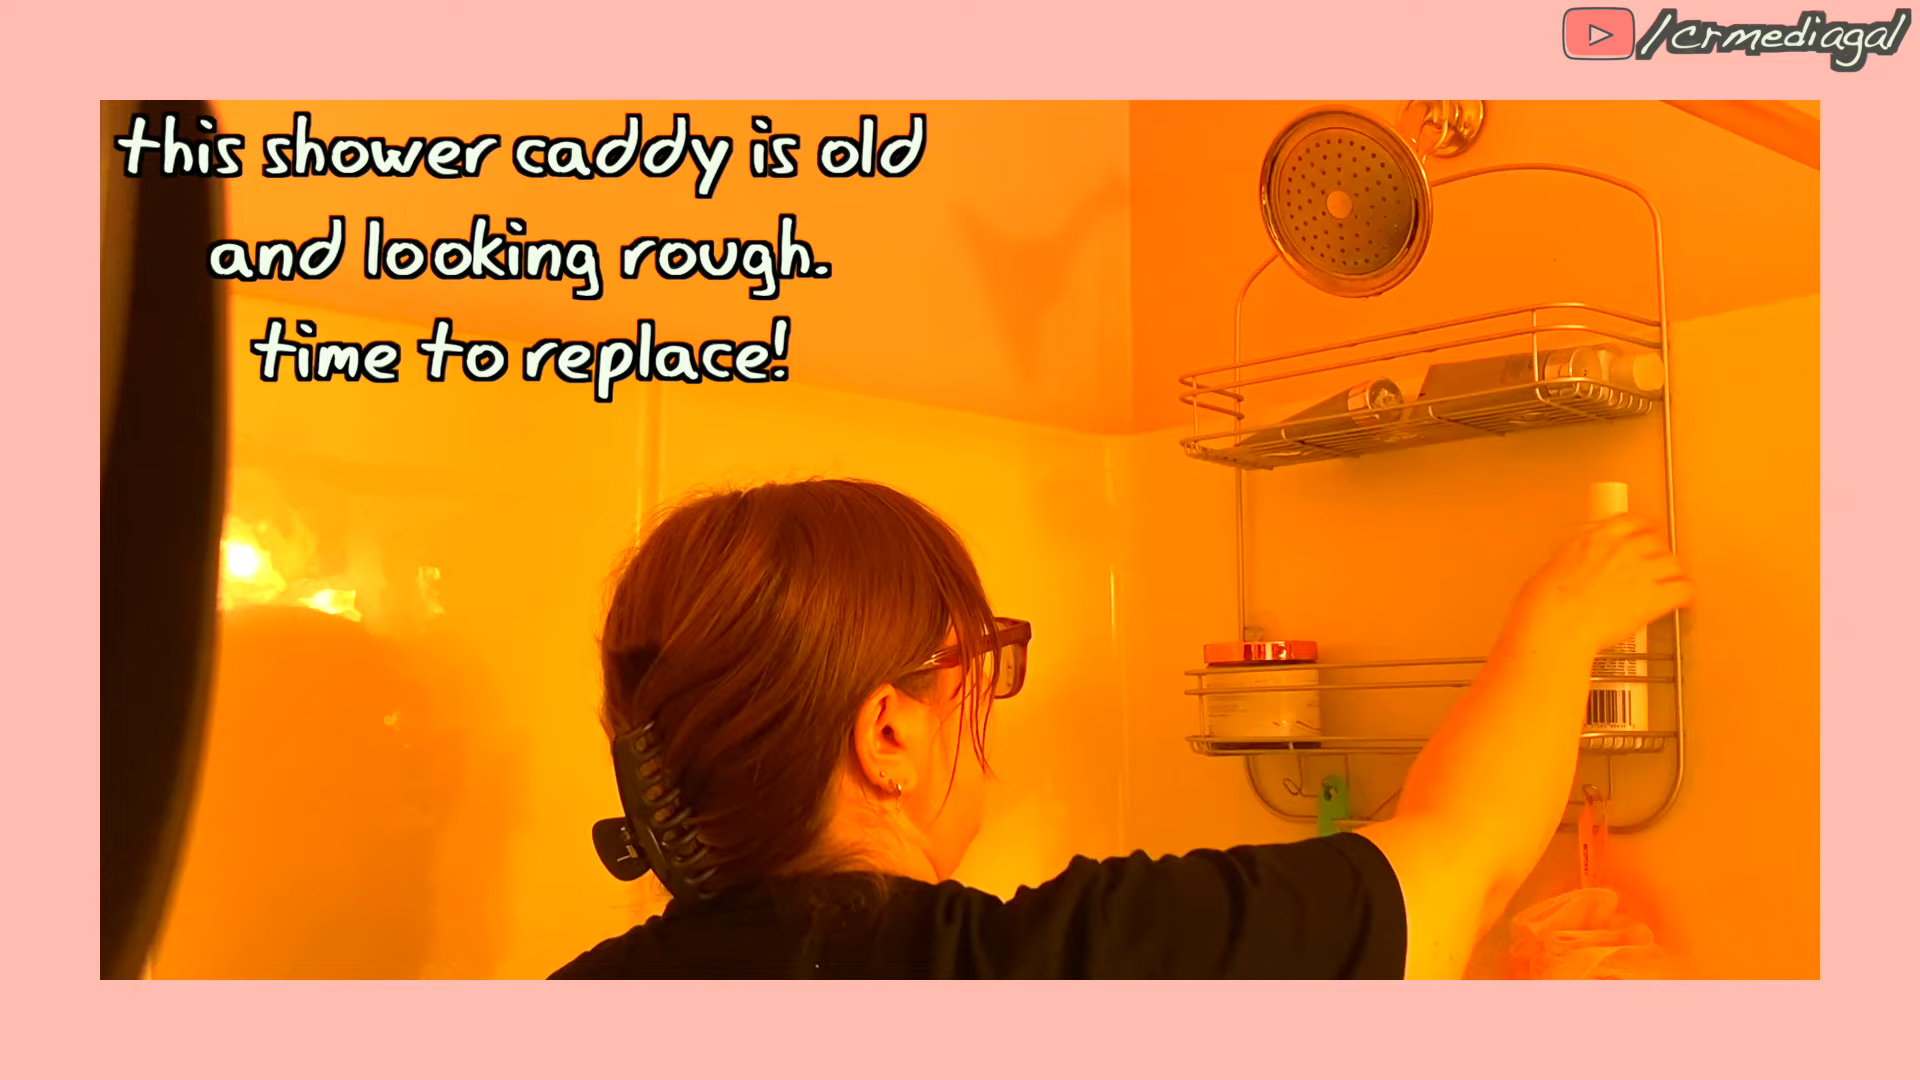 /crmediagal
this shower caddy is old
and looking rough.
time to replace!